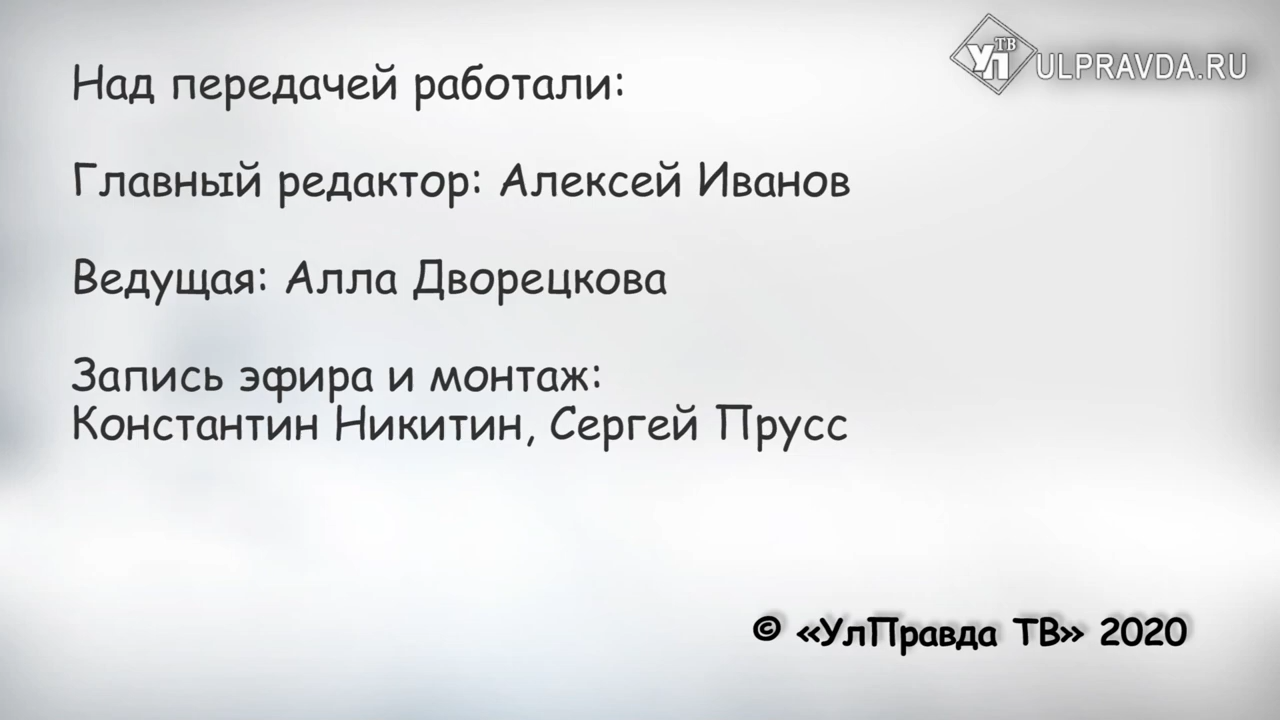 УП ТВ ULPRAVDA.RU
Над передачей работали:
Главный редактор: Алексей Иванов
Ведущая: Алла Дворецкова
Запись эфира и монтаж:
Константин Никитин, Сергей Прусс
© «УлПравда ТВ» 2020